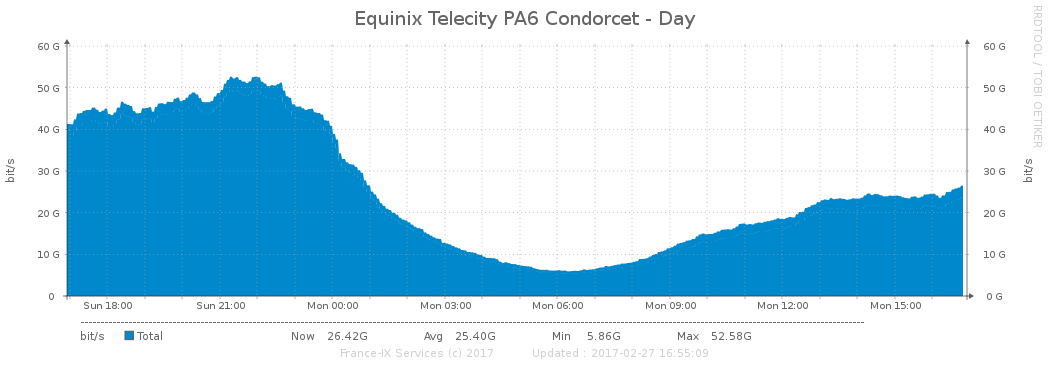 Equinix Telecity PA6 Condorcet - Day
RRDTOOL / TOBI OETIKER
60 G 60 G
50 G 50 G
40 G 40 G
30 G 30 G
20 G 20 G
10 G 10 G
0 0 G
bit/s bit/s
Sun 18:00 Sun 21:00 Mon 00:00 Mon 03:00 Mon 06:00 Mon 09:00 Mon 12:00 Mon 15:00
bit/s Total Now 26.42G Avg 25.40G Min 5.86G Max 52.58G
France-IX Services (c) 2017 Updated : 2017-02-27 16:55:09